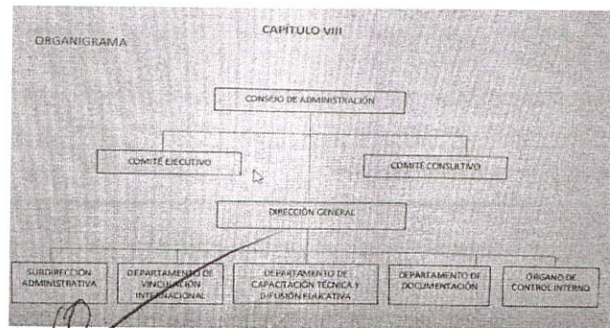 CAPÍTULO VIII
ORGANIGRAMA
CONSEJO DE ADMINISTRACIÓN
COMITÉ EJECUTIVO
COMITÉ CONSULTIVO
DIRECCIÓN GENERAL
SUBDIRECCIÓN
ADMINISTRATIVA
DEPARTAMENTO DE
VINCULACIÓN
INTERNACIONAL
DEPARTAMENTO DE
CAPACITACIÓN TÉCNICA Y
DIFUSIÓN EDUCATIVA
DEPARTAMENTO DE
DOCUMENTACIÓN
ÓRGANO DE
CONTROL INTERNO